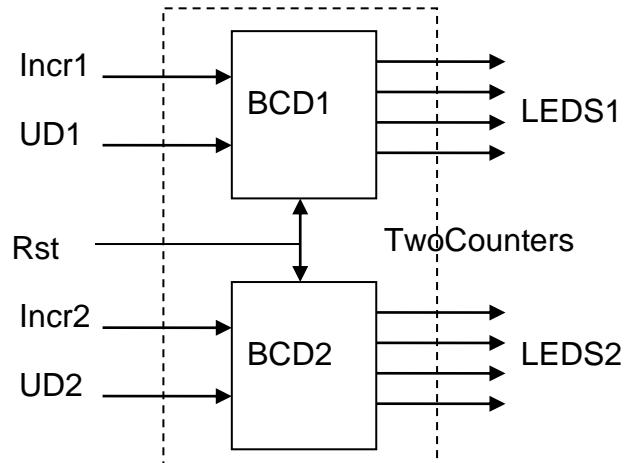 Incr1
BCD1
LEDS1
UD1
Rst
TwoCounters
Incr2
BCD2
LEDS2
UD2